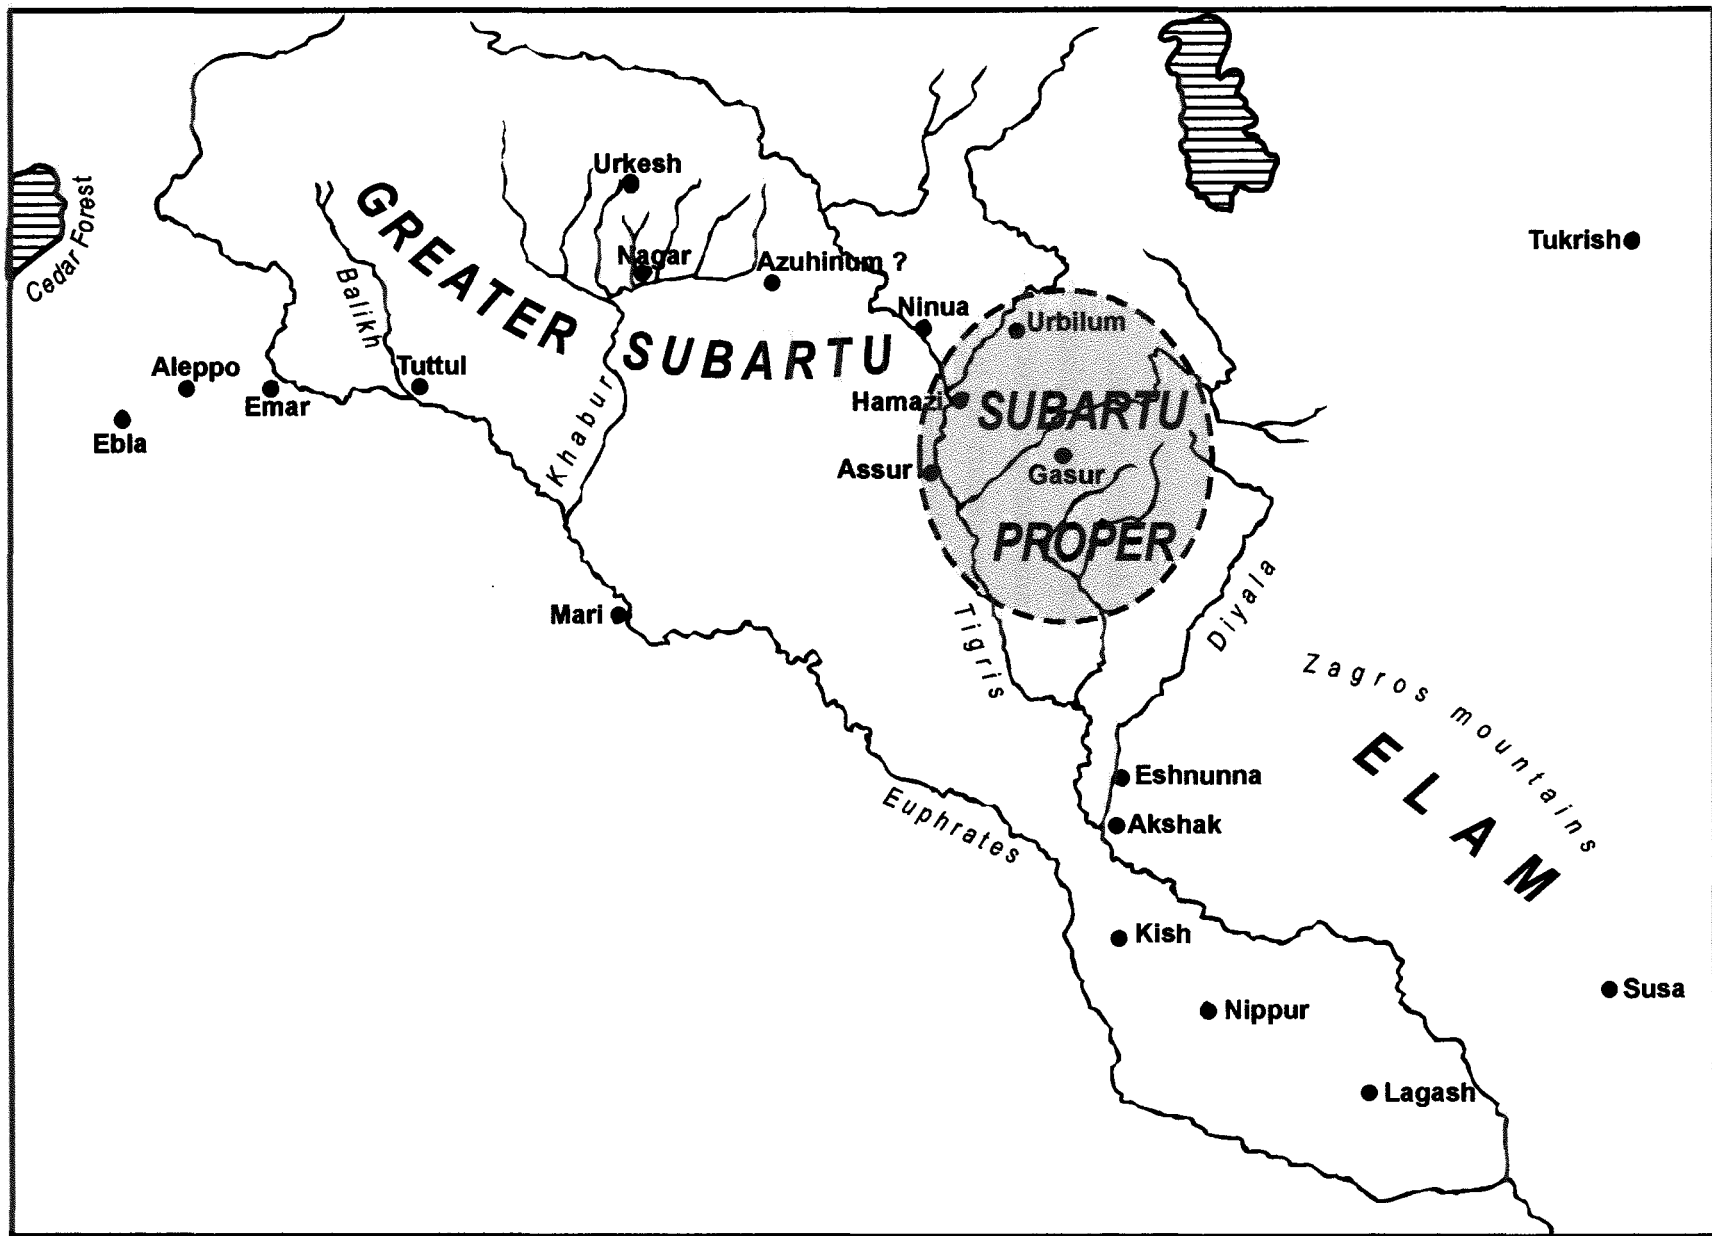 Urkesh
GREATER
Cedar Forest
Tukrish
Nagar
Azuhinum ?
Balikh
Ninua
Urbilum
SUBARTU
Aleppo
Tuttul
Emar
Hamazi
SUBARTU
Ebla
Khabur
Assur
Gasur
PROPER
Mari
Tigris
Diyala
Zagros mountains
ELAM
Eshnunna
Euphrates
Akshak
Kish
Susa
Nippur
Lagash